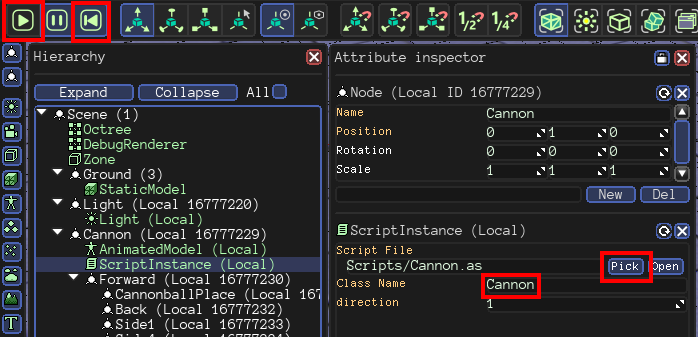 1/2 1/4
Hierarchy
Expand Collapse All
Scene (1)
Octree
DebugRenderer
Zone
Ground (3)
StaticModel
Light (Local 16777220)
Light (Local)
Cannon (Local 16777229)
AnimatedModel (Local)
ScriptInstance (Local)
Forward (Local 16777230)
CannonballPlace (Local 16
Back (Local 16777232)
Side1 (Local 16777233)
Attribute inspector
Node (Local ID 16777229)
Name Cannon
Position 0 1 0
Rotation 0 0 0
Scale 1 1 1
New Del
ScriptInstance (Local)
Script File
Scripts/Cannon.as Pick Open
Class Name Cannon
direction 1
T